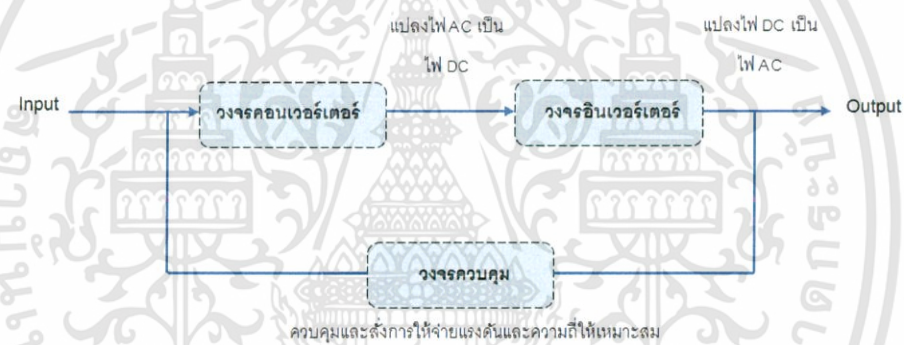 แปลงไฟ AC เป็น
ไฟ DC
แปลงไฟ DC เป็น
ไฟ AC
Input
วงจรคอนเวอร์เตอร์
วงจรอินเวอร์เตอร์
Output
วงจรควบคุม
ควบคุมและสั่งการให้จ่ายแรงดันและความถี่ให้เหมาะสม